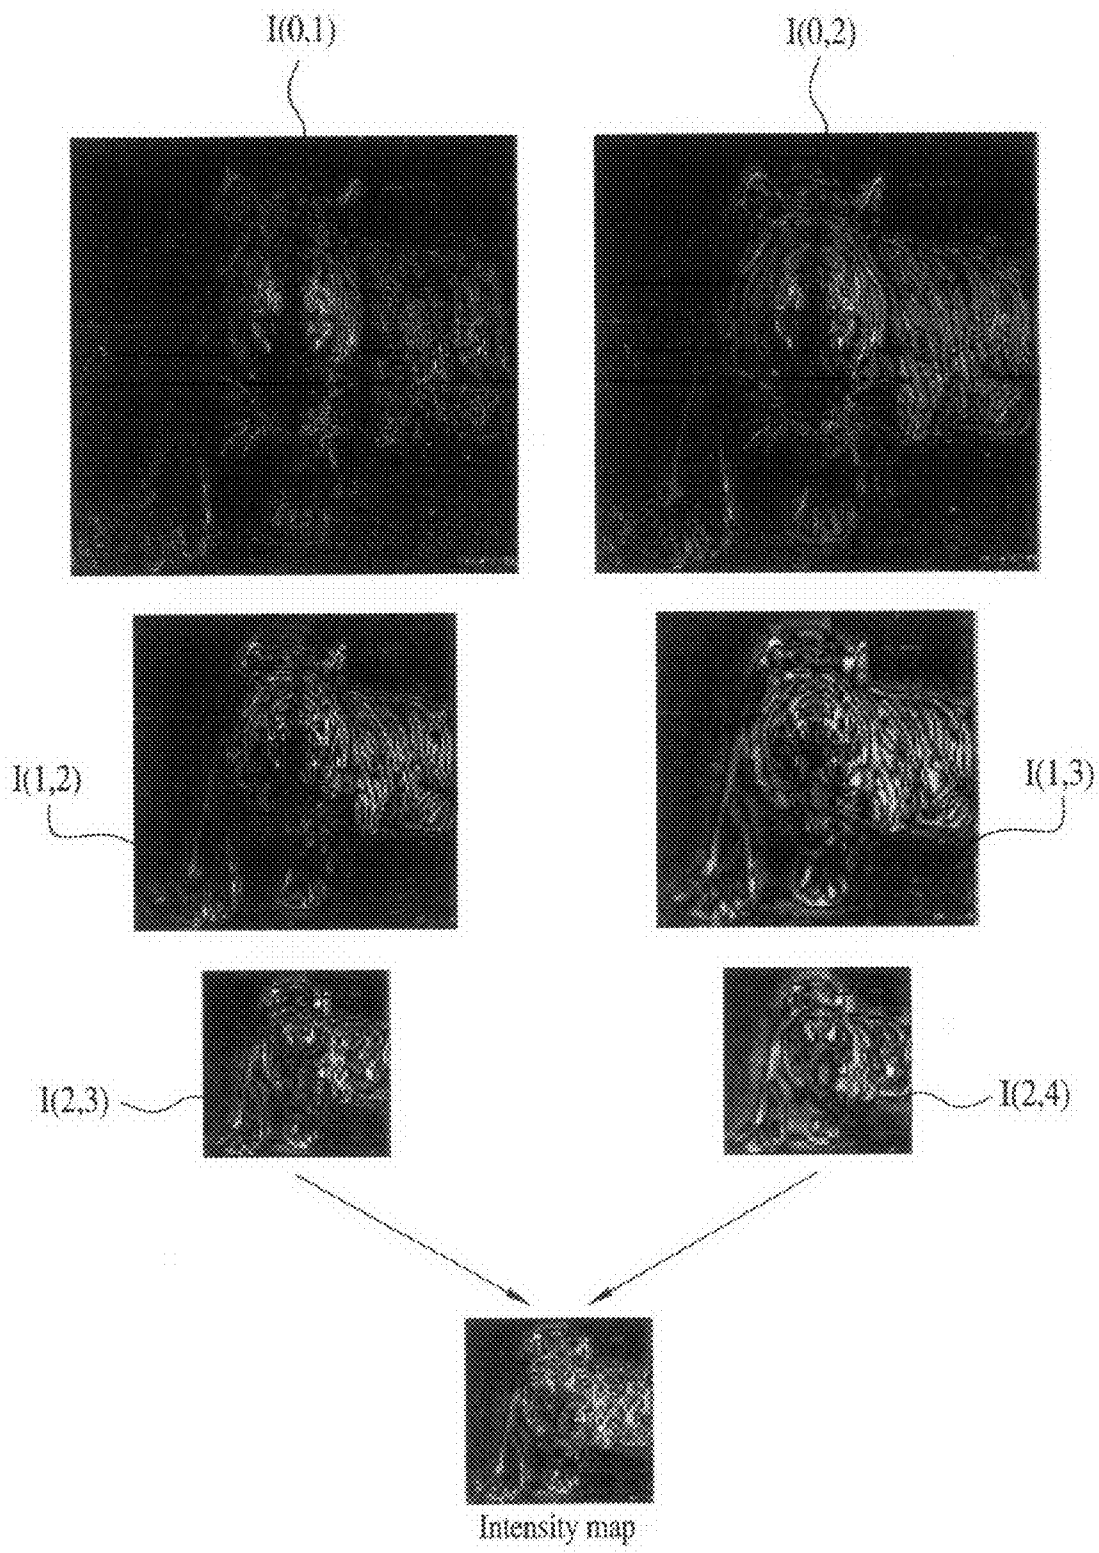 I(0,1)
I(0,2)
I(1,2)
I(1,3)
I(2,3)
I(2,4)
Intensity map